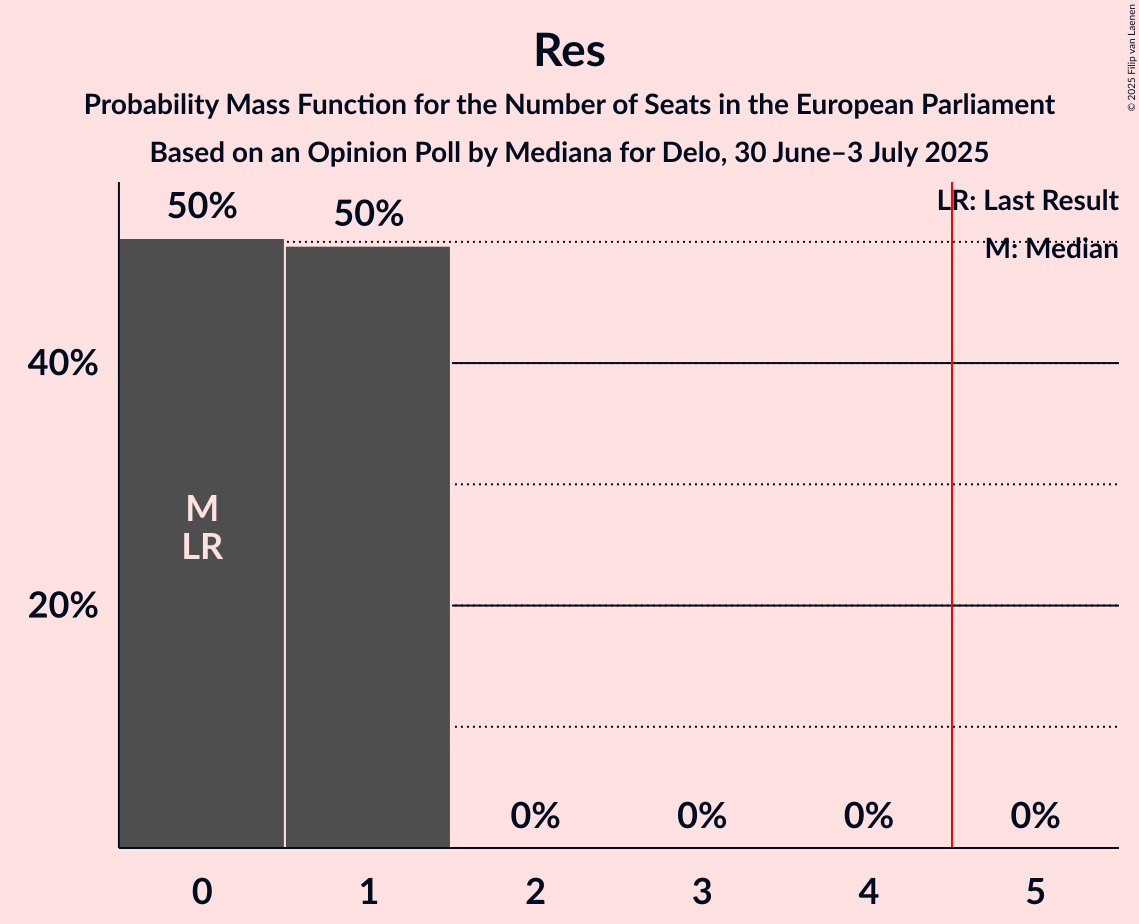 Res
Probability Mass Function for the Number of Seats in the European Parliament
Based on an Opinion Poll by Mediana for Delo, 30 June–3 July 2025
© 2025 Filip van Laenen
LR: Last Result
M: Median
50%
50%
40%
20%
M
LR
0%
0%
0%
0%
0
1
2
3
4
5